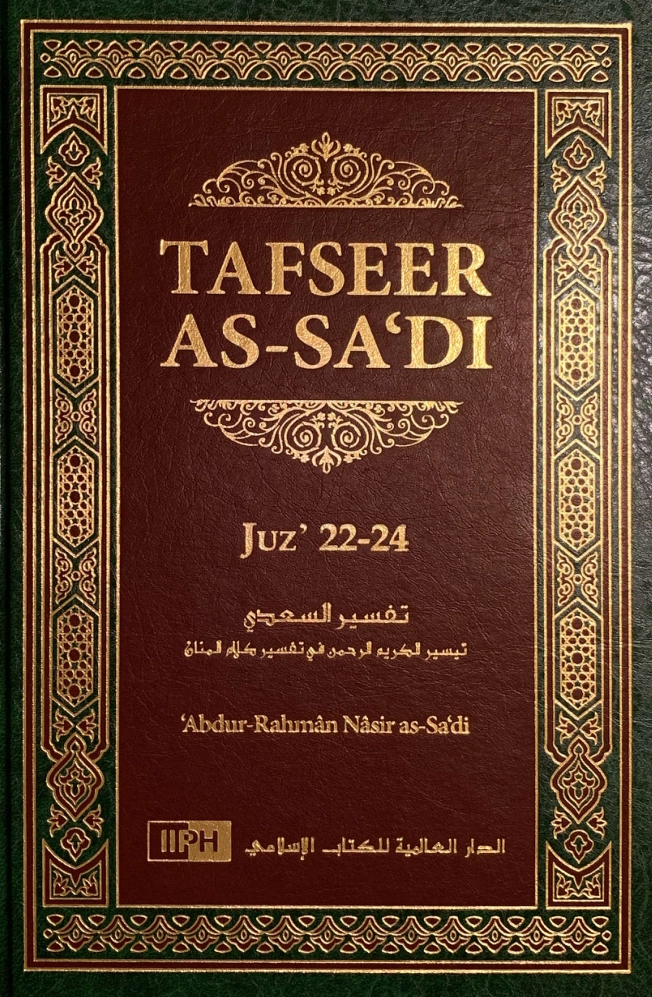 TAFSEER
AS-SA‘DI
Juz’ 22-24
تفسير السعدي
تيسير الكريم الرحمن في تفسير كلام المنان
‘Abdur-Rahmân Nâsir as-Sa‘di
IIPH الدار العالمية للكتاب الإسلامي